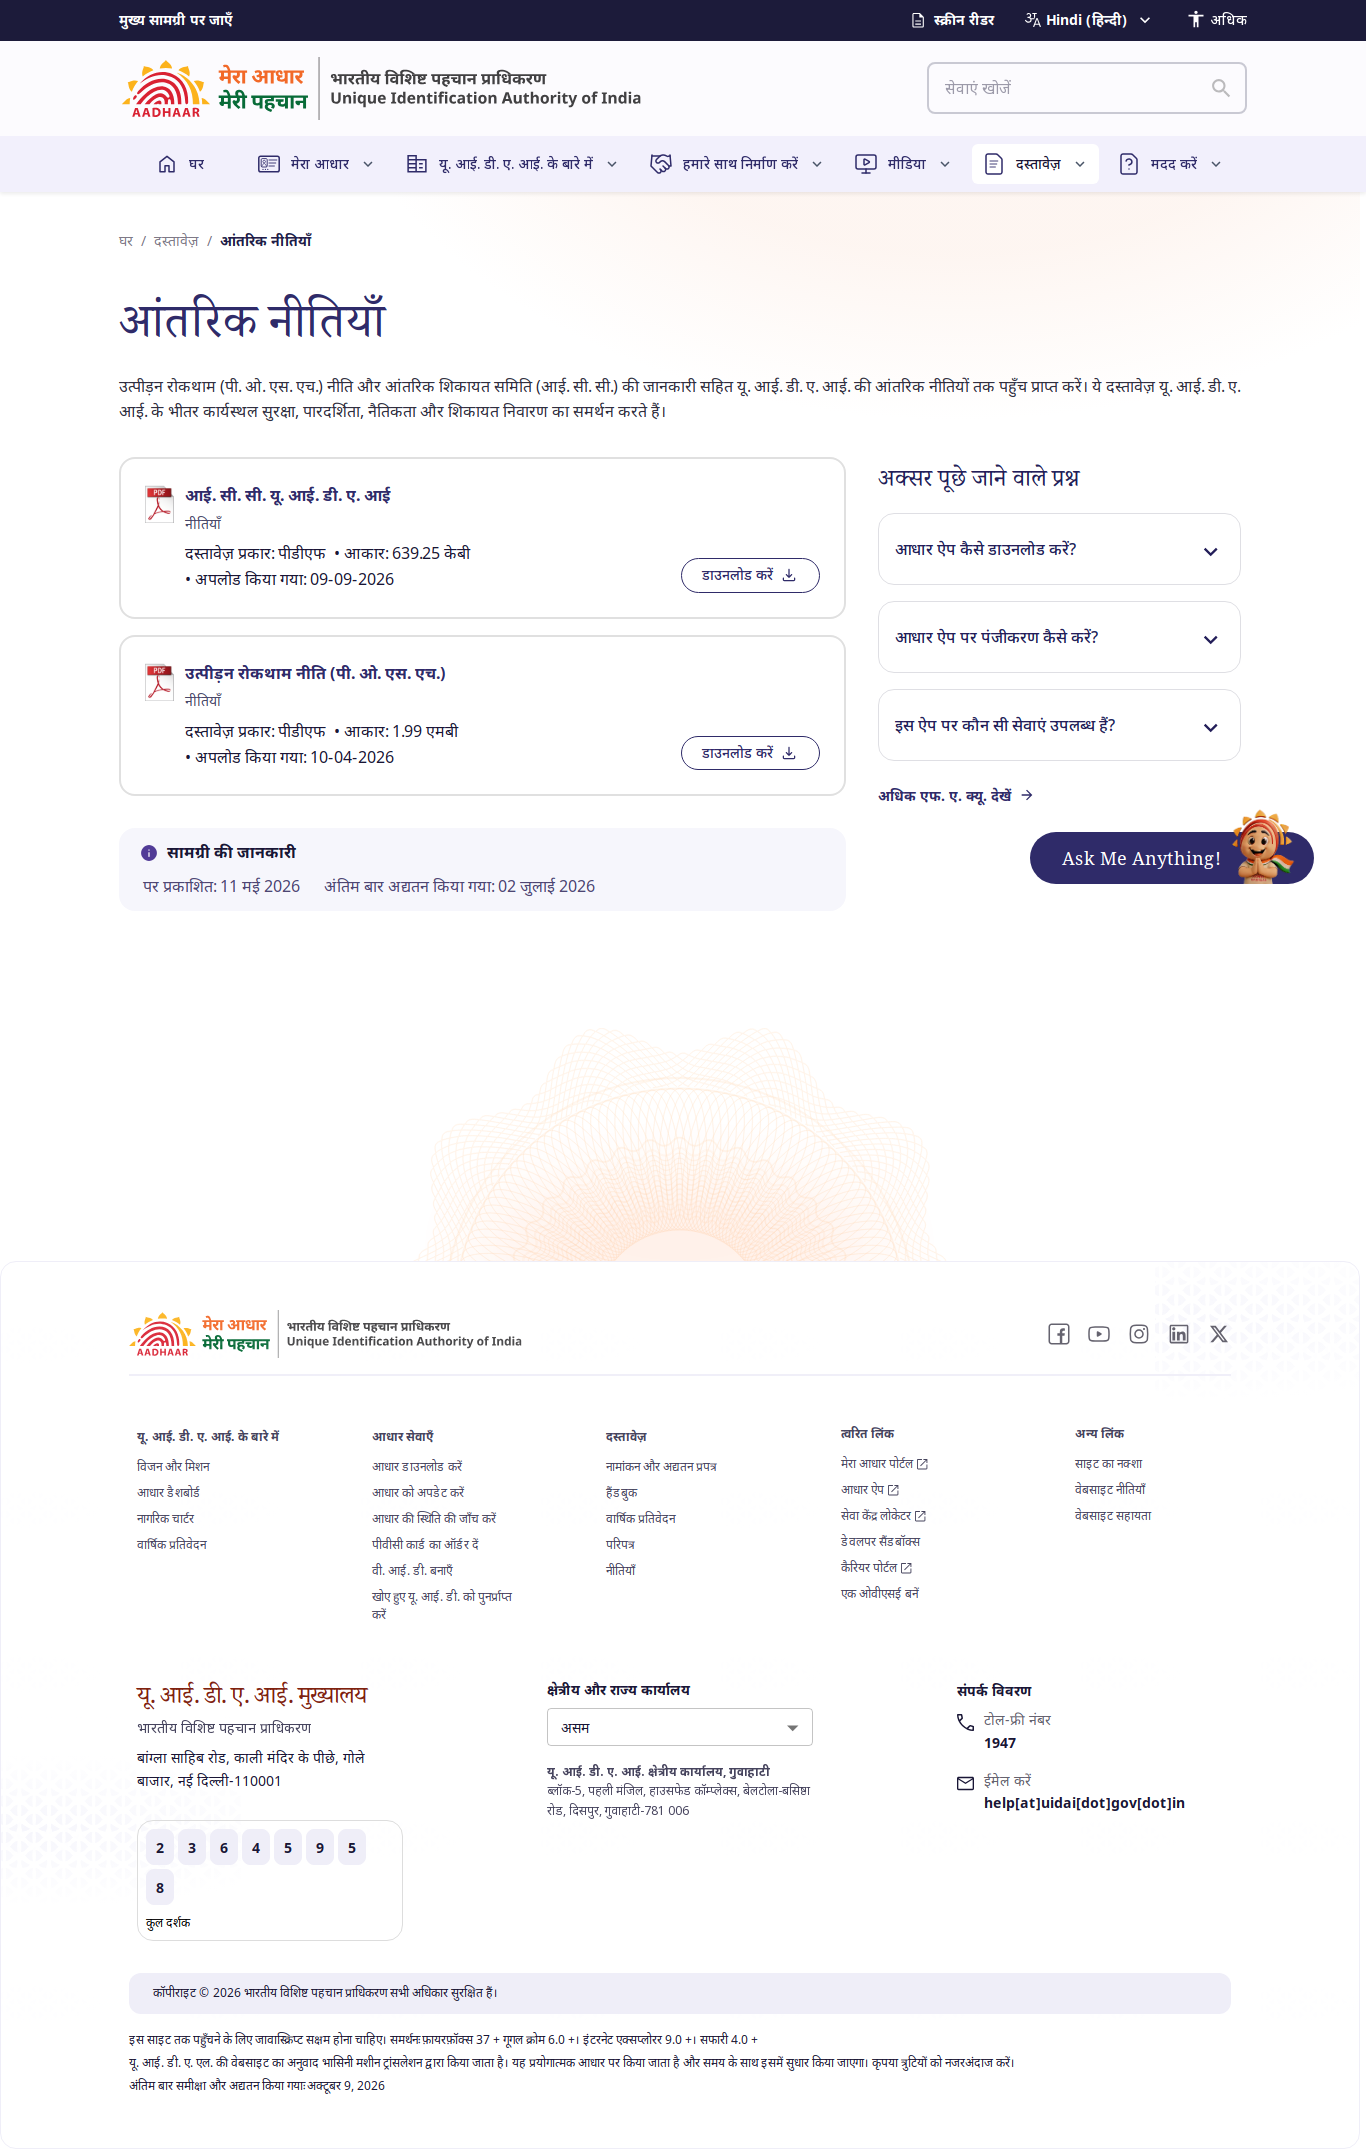 मुख्य सामग्री पर जाएँ
स्क्रीन रीडर
Hindi (हिन्दी)
अधिक
AADHAAR
मेरा आधार
मेरी पहचान
भारतीय विशिष्ट पहचान प्राधिकरण
Unique Identification Authority of India
सेवाएं खोजें
घर
मेरा आधार
यू. आई. डी. ए. आई. के बारे में
हमारे साथ निर्माण करें
मीडिया
दस्तावेज़
मदद करें
घर / दस्तावेज़ / आंतरिक नीतियाँ
आंतरिक नीतियाँ
उत्पीड़न रोकथाम (पी. ओ. एस. एच.) नीति और आंतरिक शिकायत समिति (आई. सी. सी.) की जानकारी सहित यू. आई. डी. ए. आई. की आंतरिक नीतियों तक पहुँच प्राप्त करें। ये दस्तावेज़ यू. आई. डी. ए.
आई. के भीतर कार्यस्थल सुरक्षा, पारदर्शिता, नैतिकता और शिकायत निवारण का समर्थन करते हैं।
PDF
आई. सी. सी. यू. आई. डी. ए. आई
नीतियाँ
दस्तावेज़ प्रकार: पीडीएफ • आकार: 639.25 केबी
• अपलोड किया गया: 09-09-2026
डाउनलोड करें
PDF
उत्पीड़न रोकथाम नीति (पी. ओ. एस. एच.)
नीतियाँ
दस्तावेज़ प्रकार: पीडीएफ • आकार: 1.99 एमबी
• अपलोड किया गया: 10-04-2026
डाउनलोड करें
सामग्री की जानकारी
पर प्रकाशित: 11 मई 2026 अंतिम बार अद्यतन किया गया: 02 जुलाई 2026
अक्सर पूछे जाने वाले प्रश्न
आधार ऐप कैसे डाउनलोड करें?
आधार ऐप पर पंजीकरण कैसे करें?
इस ऐप पर कौन सी सेवाएं उपलब्ध हैं?
अधिक एफ. ए. क्यू. देखें
Ask Me Anything!
AADHAAR
मेरा आधार
मेरी पहचान
भारतीय विशिष्ट पहचान प्राधिकरण
Unique Identification Authority of India
यू. आई. डी. ए. आई. के बारे में
विजन और मिशन
आधार डैशबोर्ड
नागरिक चार्टर
वार्षिक प्रतिवेदन
आधार सेवाएँ
आधार डाउनलोड करें
आधार को अपडेट करें
आधार की स्थिति की जाँच करें
पीवीसी कार्ड का ऑर्डर दें
वी. आई. डी. बनाएँ
खोए हुए यू. आई. डी. को पुनर्प्राप्त
करें
दस्तावेज़
नामांकन और अद्यतन प्रपत्र
हैंडबुक
वार्षिक प्रतिवेदन
परिपत्र
नीतियाँ
त्वरित लिंक
मेरा आधार पोर्टल
आधार ऐप
सेवा केंद्र लोकेटर
डेवलपर सैंडबॉक्स
कैरियर पोर्टल
एक ओवीएसई बनें
अन्य लिंक
साइट का नक्शा
वेबसाइट नीतियाँ
वेबसाइट सहायता
यू. आई. डी. ए. आई. मुख्यालय
भारतीय विशिष्ट पहचान प्राधिकरण
बांग्ला साहिब रोड, काली मंदिर के पीछे, गोले
बाजार, नई दिल्ली-110001
2 3 6 4 5 9 5
8
कुल दर्शक
क्षेत्रीय और राज्य कार्यालय
असम
यू. आई. डी. ए. आई. क्षेत्रीय कार्यालय, गुवाहाटी
ब्लॉक-5, पहली मंजिल, हाउसफेड कॉम्प्लेक्स, बेलटोला-बसिष्ठा
रोड, दिसपुर, गुवाहाटी-781 006
संपर्क विवरण
टोल-फ्री नंबर
1947
ईमेल करें
help[at]uidai[dot]gov[dot]in
कॉपीराइट © 2026 भारतीय विशिष्ट पहचान प्राधिकरण सभी अधिकार सुरक्षित हैं।
इस साइट तक पहुँचने के लिए जावास्क्रिप्ट सक्षम होना चाहिए। समर्थनः फ़ायरफ़ॉक्स 37 + गूगल क्रोम 6.0 +। इंटरनेट एक्सप्लोरर 9.0 +। सफारी 4.0 +
यू. आई. डी. ए. एल. की वेबसाइट का अनुवाद भासिनी मशीन ट्रांसलेशन द्वारा किया जाता है। यह प्रयोगात्मक आधार पर किया जाता है और समय के साथ इसमें सुधार किया जाएगा। कृपया त्रुटियों को नजरअंदाज करें।
अंतिम बार समीक्षा और अद्यतन किया गयाः अक्टूबर 9, 2026